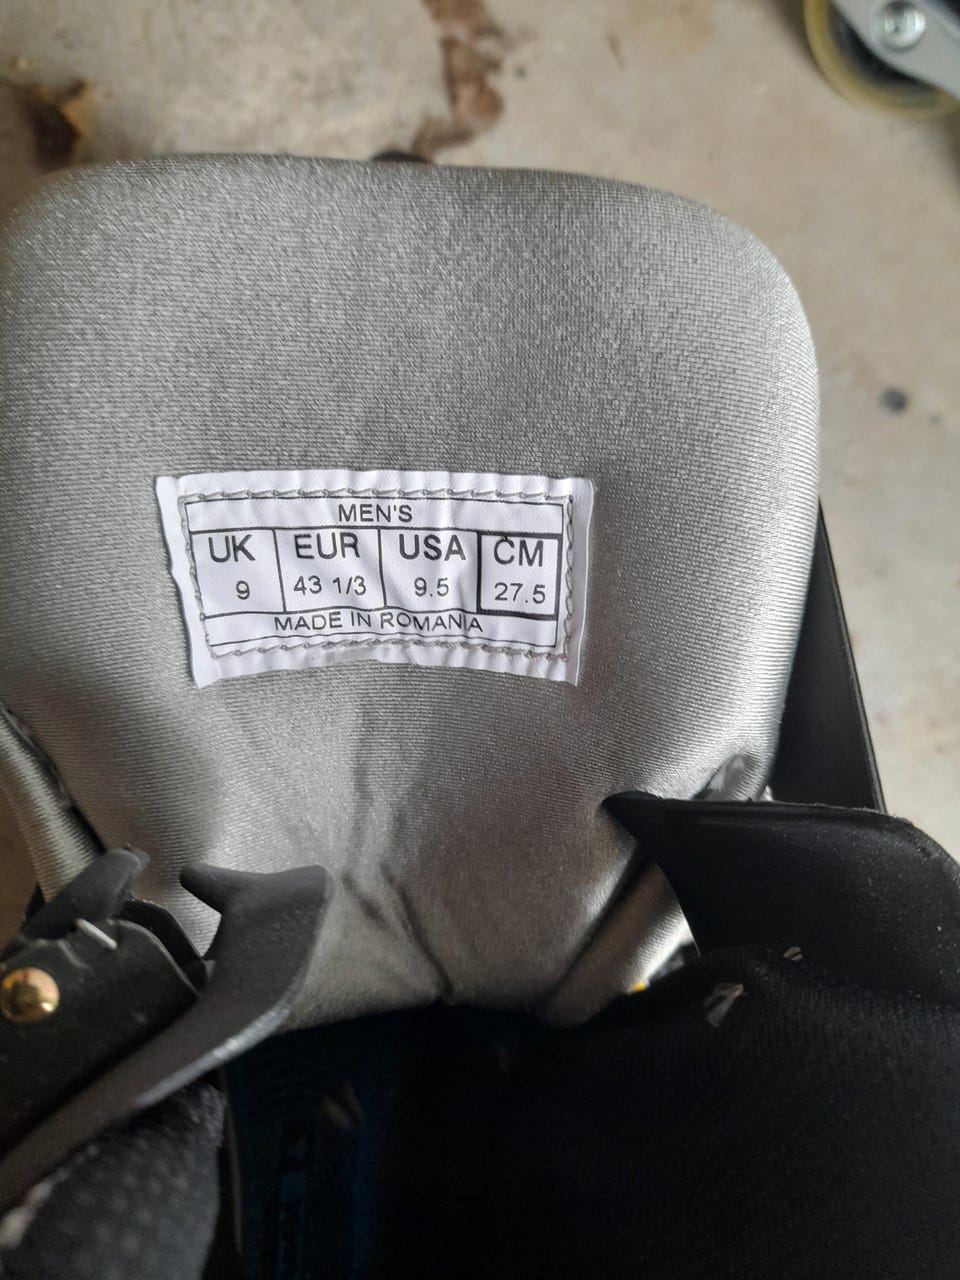 MEN'S
UK EUR USA CM
9 43 1/3 9.5 27.5
MADE IN ROMANIA